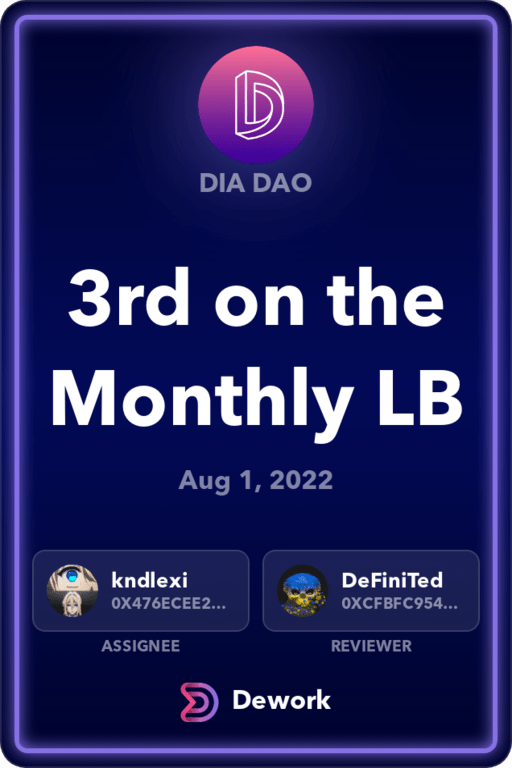 DIA DAO
3rd on the
Monthly LB
Aug 1, 2022
kndlexi
0X476ECEE2...
ASSIGNEE
DeFiniTed
0XCFBFC954...
REVIEWER
Dework